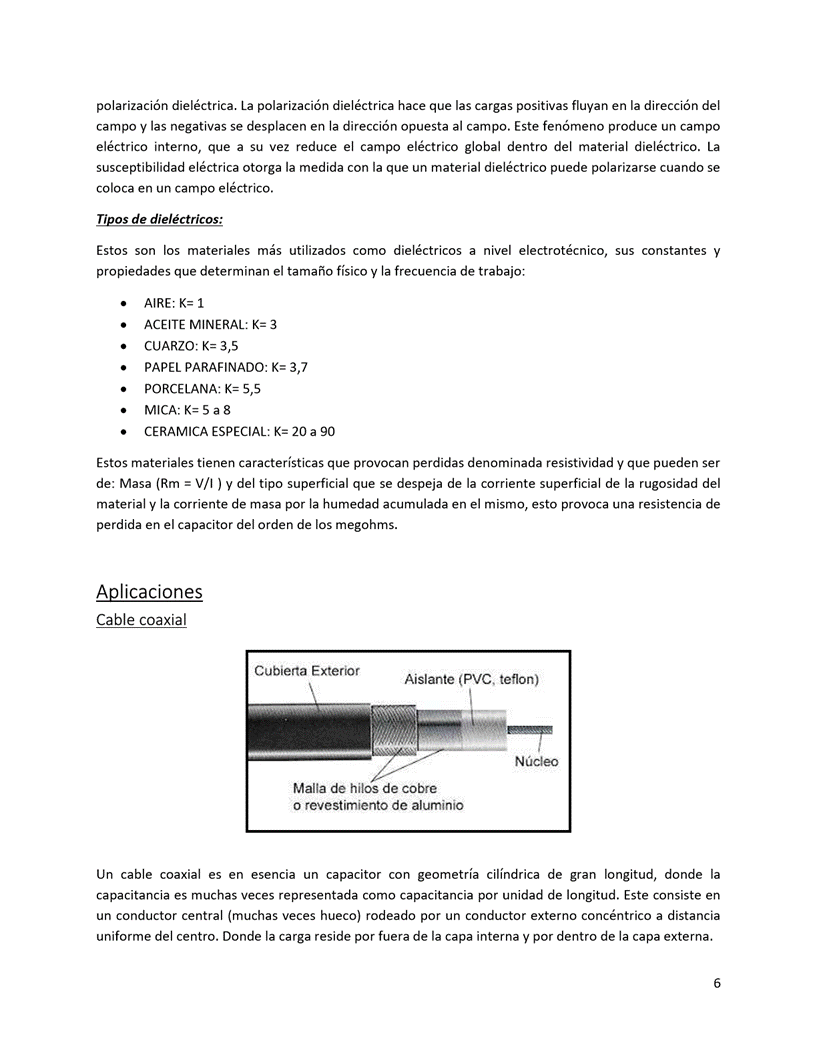 polarización dieléctrica. La polarización dieléctrica hace que las cargas positivas fluyan en la dirección del
campo y las negativas se desplacen en la dirección opuesta al campo. Este fenómeno produce un campo
eléctrico interno, que a su vez reduce el campo eléctrico global dentro del material dieléctrico. La
susceptibilidad eléctrica otorga la medida con la que un material dieléctrico puede polarizarse cuando se
coloca en un campo eléctrico.
Tipos de dieléctricos:
Estos son los materiales más utilizados como dieléctricos a nivel electrotécnico, sus constantes y
propiedades que determinan el tamaño físico y la frecuencia de trabajo:
• AIRE: K= 1
• ACEITE MINERAL: K= 3
• CUARZO: K= 3,5
• PAPEL PARAFINADO: K= 3,7
• PORCELANA: K= 5,5
• MICA: K= 5 a 8
• CERAMICA ESPECIAL: K= 20 a 90
Estos materiales tienen características que provocan perdidas denominada resistividad y que pueden ser
de: Masa (Rm = V/I ) y del tipo superficial que se despeja de la corriente superficial de la rugosidad del
material y la corriente de masa por la humedad acumulada en el mismo, esto provoca una resistencia de
perdida en el capacitor del orden de los megohms.
Aplicaciones
Cable coaxial
Cubierta Exterior
Aislante (PVC, teflon)
Núcleo
Malla de hilos de cobre
o revestimiento de aluminio
Un cable coaxial es en esencia un capacitor con geometría cilíndrica de gran longitud, donde la
capacitancia es muchas veces representada como capacitancia por unidad de longitud. Este consiste en
un conductor central (muchas veces hueco) rodeado por un conductor externo concéntrico a distancia
uniforme del centro. Donde la carga reside por fuera de la capa interna y por dentro de la capa externa.
6